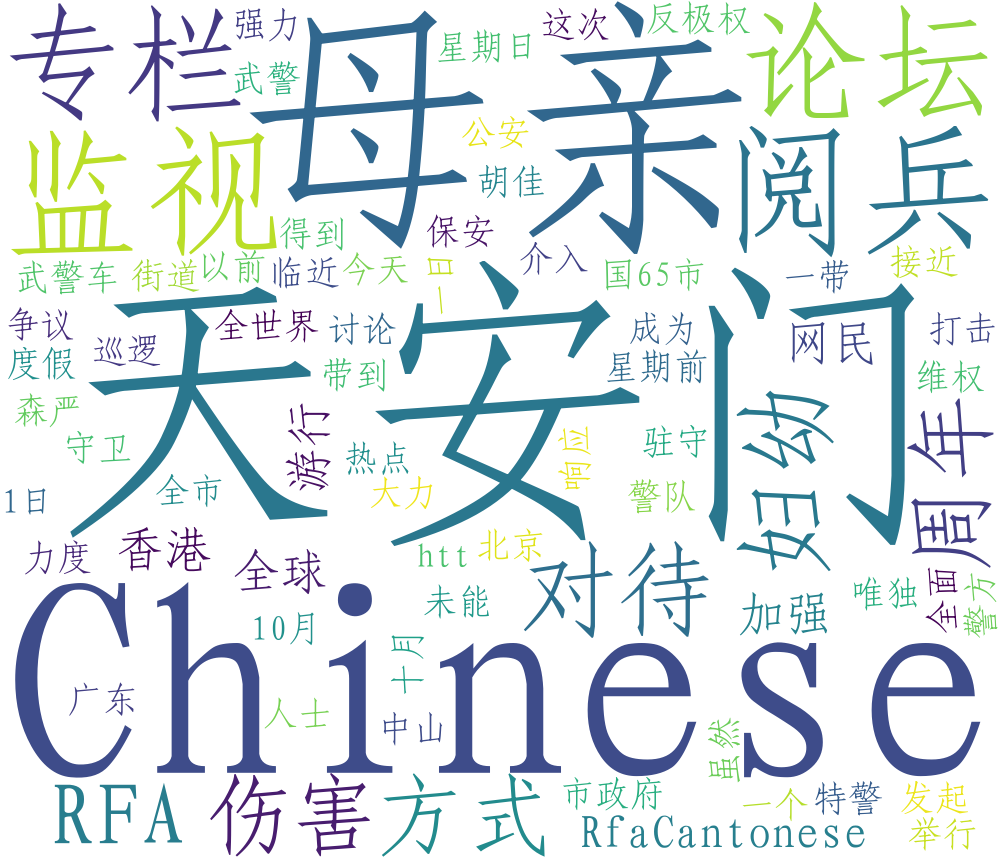 专栏
强力
母亲
星期日
这次
反极权
论坛
武警
监视
公安
阅兵
胡佳
得到
保安
武警车
街道
以前
临近
今天
一日
介入
国65市
一带
接近
天安门
争议
巡逻
全世界
讨论
成为
网民
打击
度假
带到
星期前
维权
森严
妇幼
周年
守卫
游行
热点
响应
驻守
全市
大力
警队
1日
力度
香港
全球
htt
北京
对待
加强
唯独
全面
警方
未能
10月
十月
Chinese
广东
人士
中山
虽然
RFA
伤害
方式
市政府
一个
特警
发起
RfaCantonese
举行